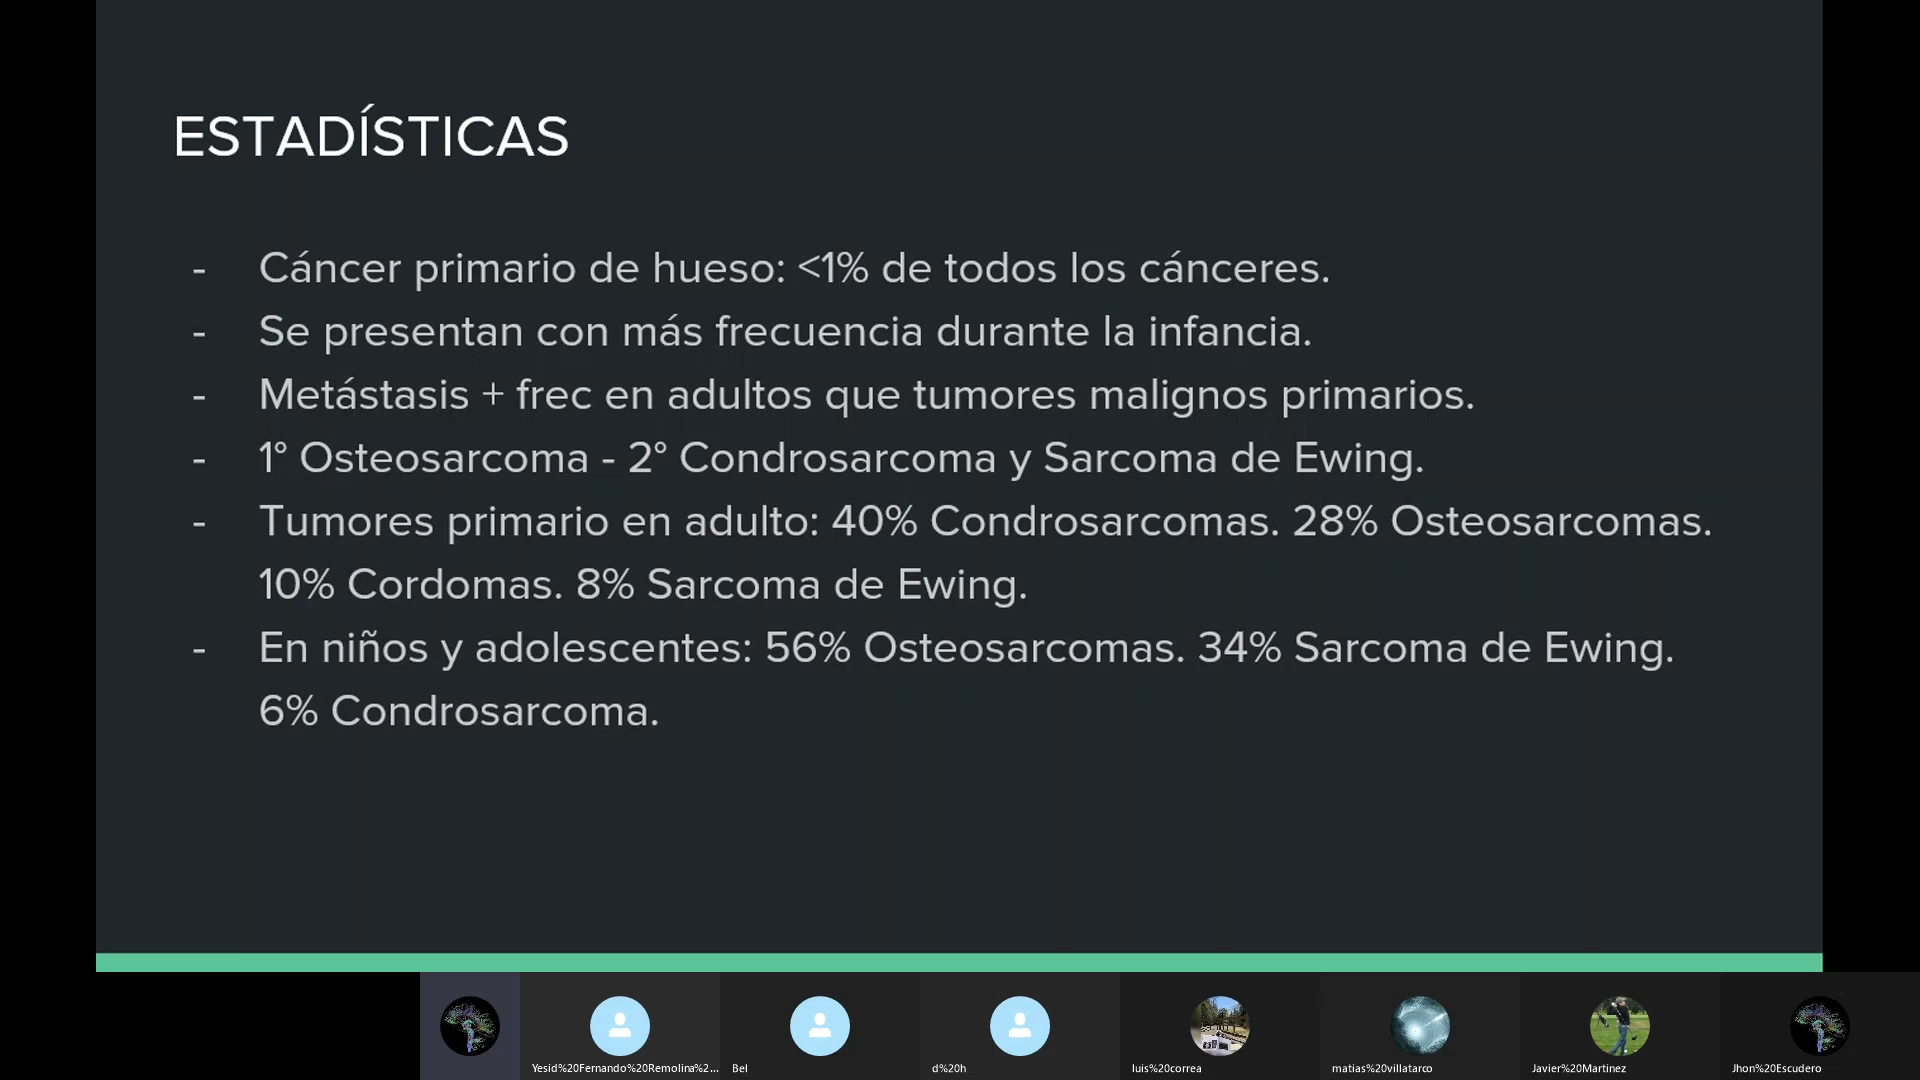 ESTADÍSTICAS
- Cáncer primario de hueso: <1% de todos los cánceres.
- Se presentan con más frecuencia durante la infancia.
- Metástasis + frec en adultos que tumores malignos primarios.
- 1° Osteosarcoma - 2° Condrosarcoma y Sarcoma de Ewing.
- Tumores primario en adulto: 40% Condrosarcomas. 28% Osteosarcomas.
10% Cordomas. 8% Sarcoma de Ewing.
- En niños y adolescentes: 56% Osteosarcomas. 34% Sarcoma de Ewing.
6% Condrosarcoma.
Yesid%20Fernando%20Remolina%2...
Bel
d%20h
luis%20correa
matias%20villatarco
Javier%20Martinez
Jhon%20Escudero